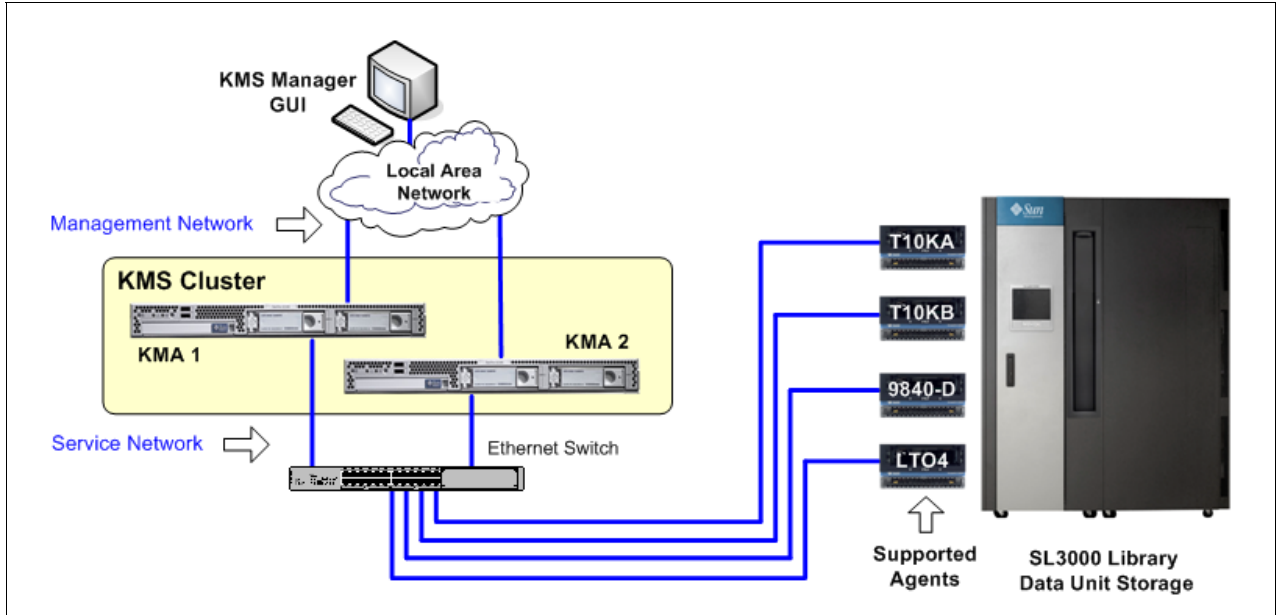 KMS Manager
GUI
Local Area
Network
Management Network
KMS Cluster
KMA 1
KMA 2
Service Network
Ethernet Switch
T10KA
T10KB
9840-D
LTO4
Supported
Agents
Sun
SL3000 Library
Data Unit Storage